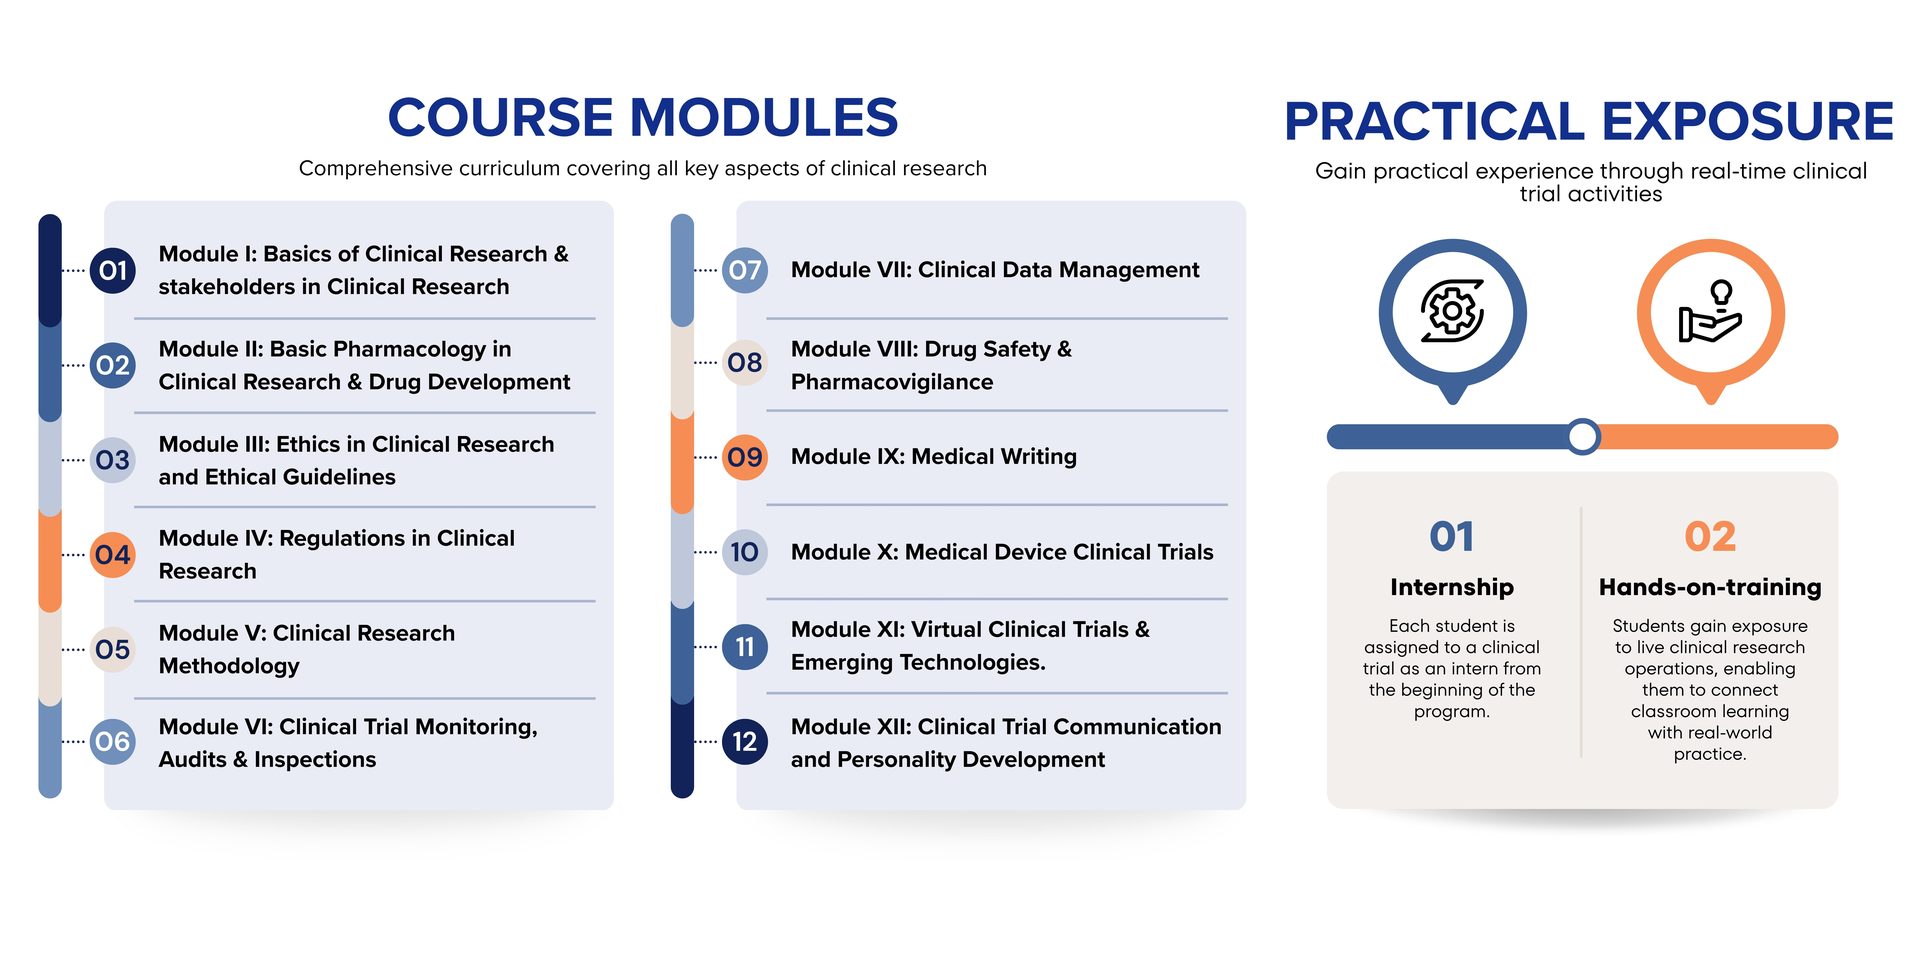 COURSE MODULES
Comprehensive curriculum covering all key aspects of clinical research
01
Module I: Basics of Clinical Research &
stakeholders in Clinical Research
02
Module II: Basic Pharmacology in
Clinical Research & Drug Development
03
Module III: Ethics in Clinical Research
and Ethical Guidelines
04
Module IV: Regulations in Clinical
Research
05
Module V: Clinical Research
Methodology
06
Module VI: Clinical Trial Monitoring,
Audits & Inspections
07
Module VII: Clinical Data Management
08
Module VIII: Drug Safety &
Pharmacovigilance
09
Module IX: Medical Writing
10
Module X: Medical Device Clinical Trials
11
Module XI: Virtual Clinical Trials &
Emerging Technologies.
12
Module XII: Clinical Trial Communication
and Personality Development
PRACTICAL EXPOSURE
Gain practical experience through real-time clinical
trial activities
01
Internship
Each student is
assigned to a clinical
trial as an intern from
the beginning of the
program.
02
Hands-on-training
Students gain exposure
to live clinical research
operations, enabling
them to connect
classroom learning
with real-world
practice.